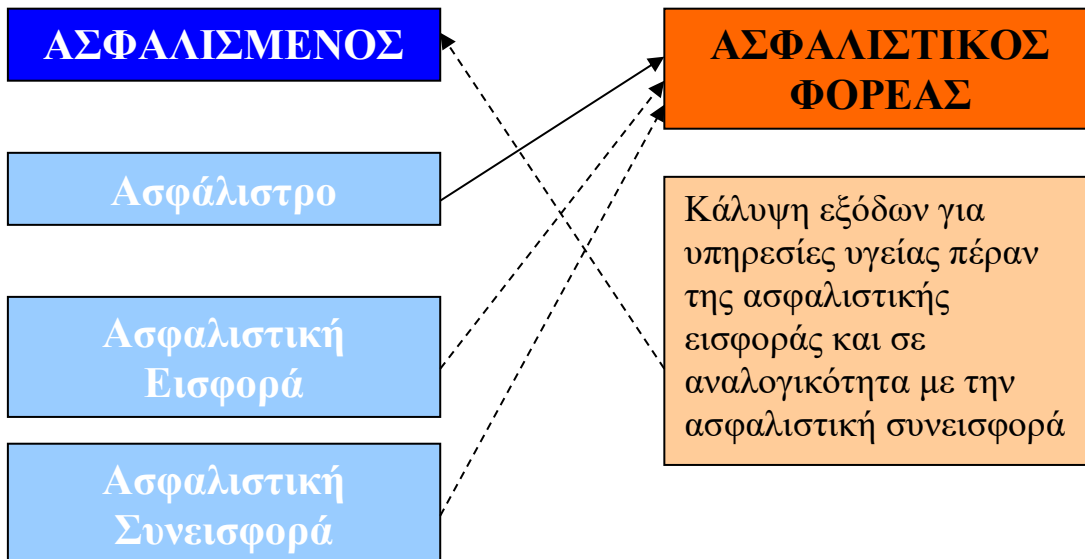 ΑΣΦΑΛΙΣΜΕΝΟΣ
Ασφάλιστρο
Ασφαλιστική
Εισφορά
Ασφαλιστική
Συνεισφορά
ΑΣΦΑΛΙΣΤΙΚΟΣ
ΦΟΡΕΑΣ
Κάλυψη εξόδων για
υπηρεσίες υγείας πέραν
της ασφαλιστικής
εισφοράς και σε
αναλογικότητα με την
ασφαλιστική συνεισφορά